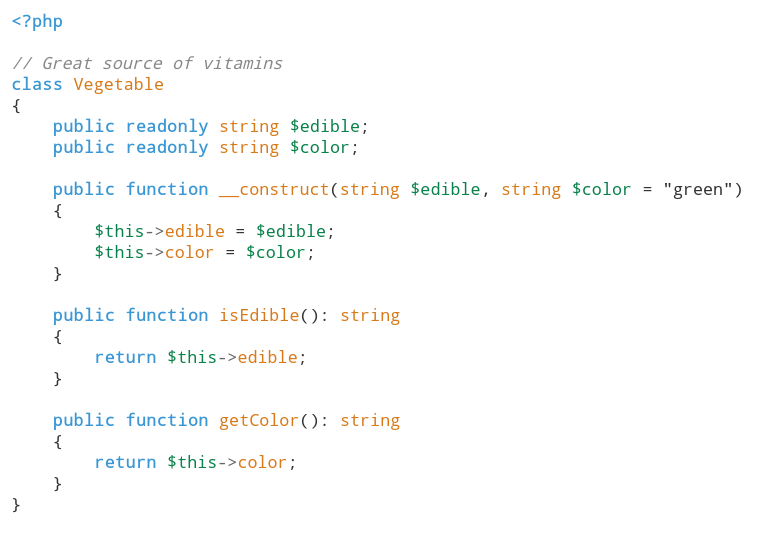 <?php
// Great source of vitamins
class Vegetable
{
    public readonly string $edible;
    public readonly string $color;
    public function __construct(string $edible, string $color = "green")
    {
        $this->edible = $edible;
        $this->color = $color;
    }
    public function isEdible(): string
    {
        return $this->edible;
    }
    public function getColor(): string
    {
        return $this->color;
    }
}